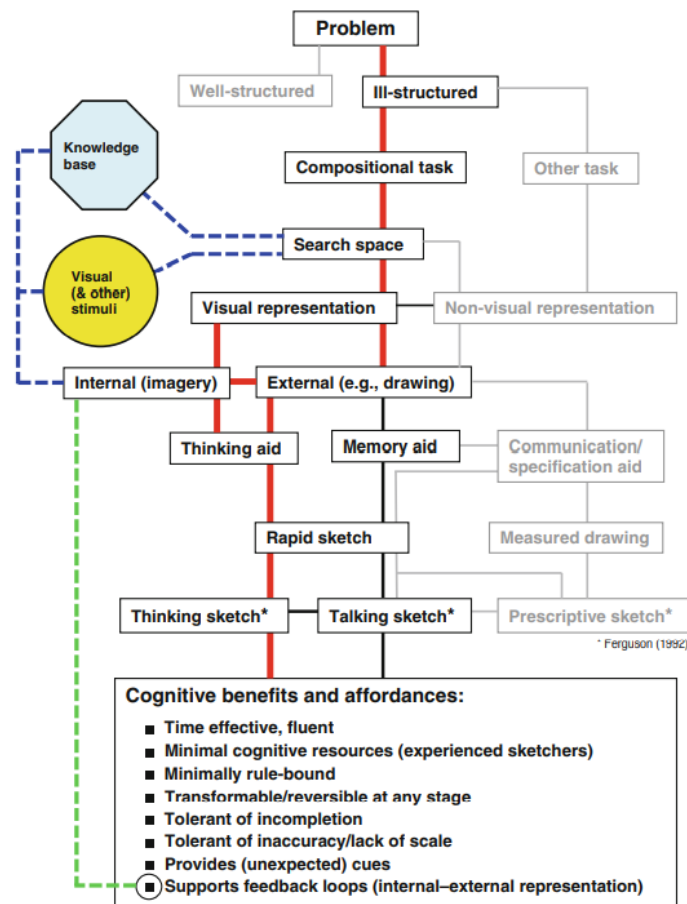 Problem
Well-structured
Ill-structured
Knowledge
base
Compositional task
Other task
Search space
Visual
(& other)
stimuli
Visual representation
Non-visual representation
Internal (imagery)
External (e.g., drawing)
Thinking aid
Memory aid
Communication/
specification aid
Rapid sketch
Measured drawing
Thinking sketch*
Talking sketch*
Prescriptive sketch*
* Ferguson (1992)
Cognitive benefits and affordances:
■ Time effective, fluent
■ Minimal cognitive resources (experienced sketchers)
■ Minimally rule-bound
■ Transformable/reversible at any stage
■ Tolerant of incompletion
■ Tolerant of inaccuracy/lack of scale
■ Provides (unexpected) cues
■ Supports feedback loops (internal–external representation)